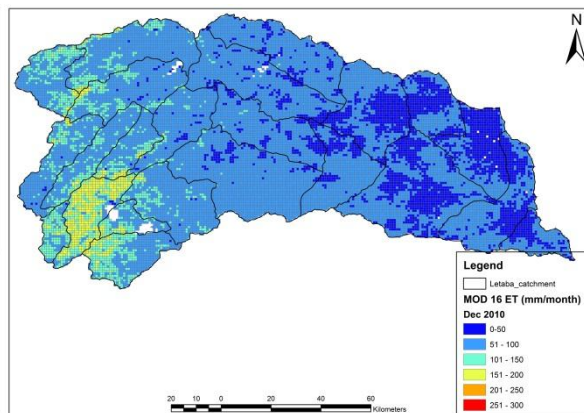 N
Legend
Letaba_catchment
MOD 16 ET (mm/month)
Dec 2010
0-50
51 - 100
101 - 150
151 - 200
201 - 250
251 - 300
20 10 0 20 40 60
Kilometers